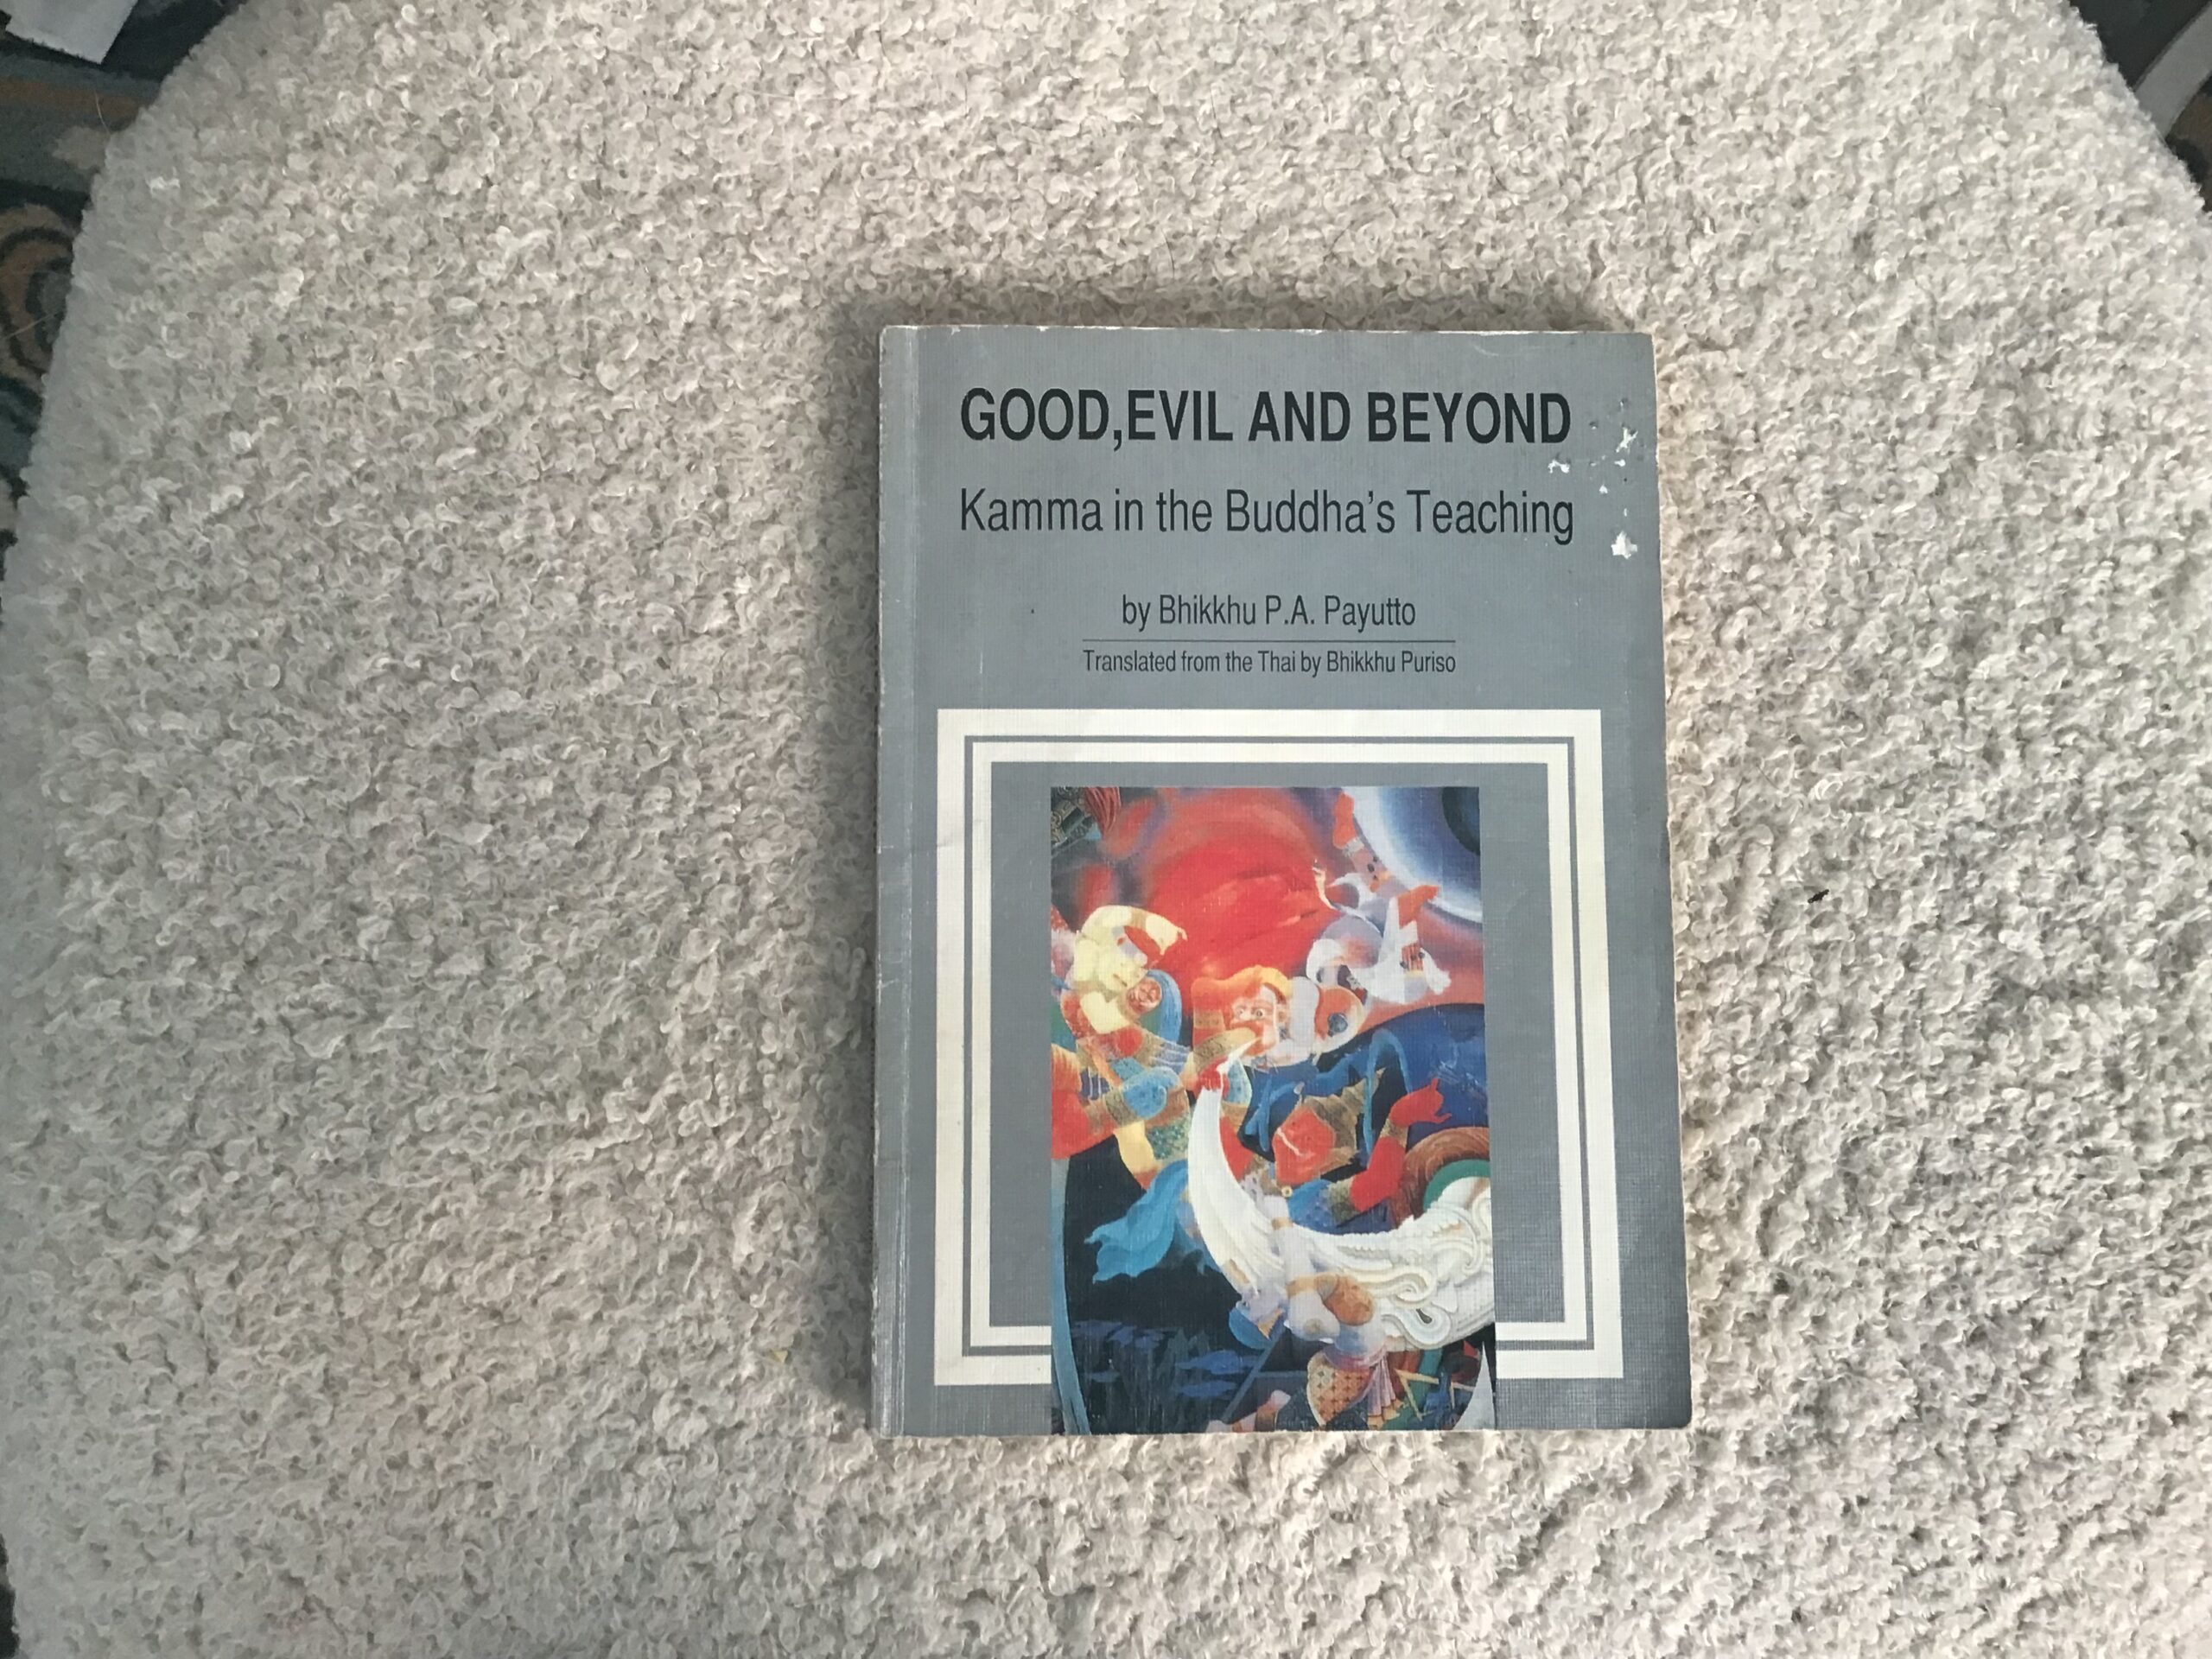 GOOD,EVIL AND BEYOND
Kamma in the Buddha's Teaching
by Bhikkhu P.A. Payutto
Translated from the Thai by Bhikkhu Puriso